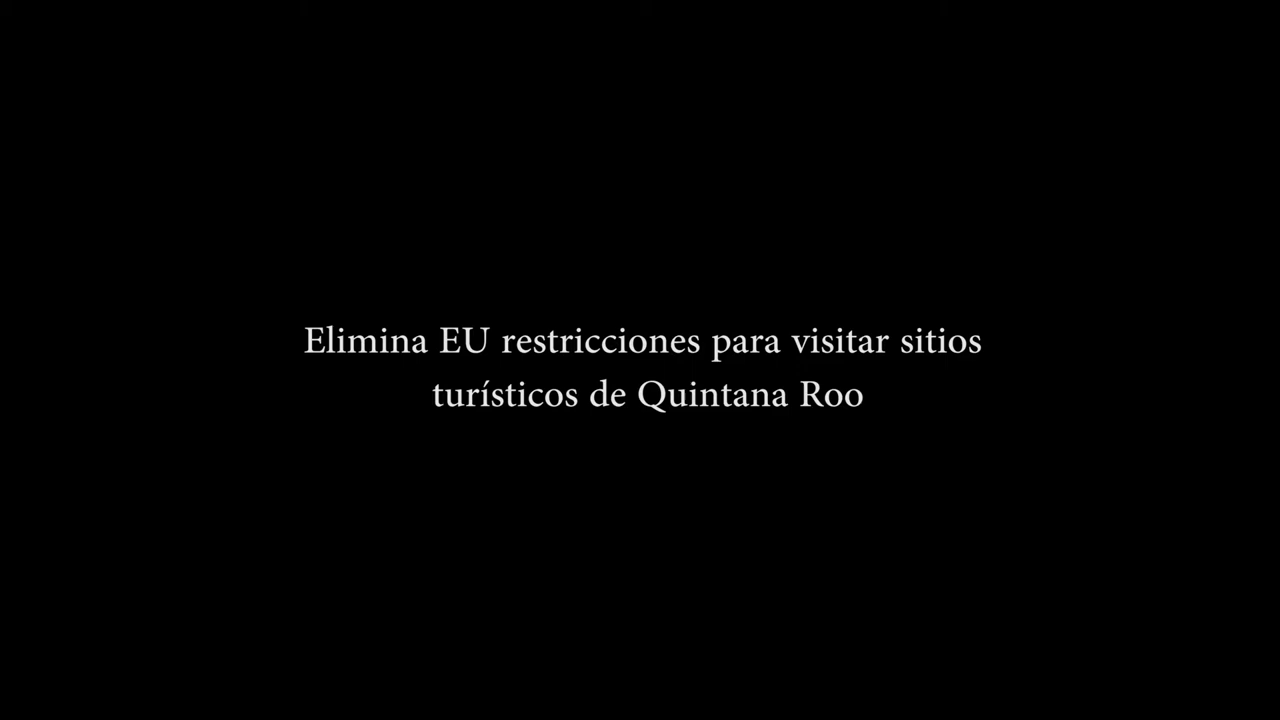 Elimina EU restricciones para visitar sitios
turísticos de Quintana Roo